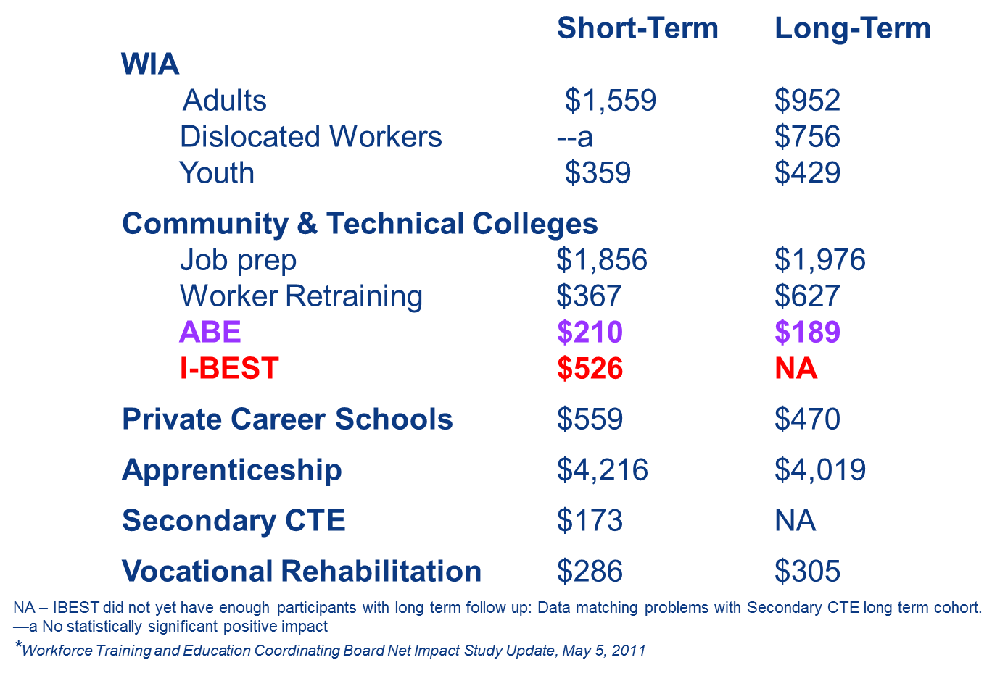 Short-Term Long-Term
WIA
Adults $1,559 $952
Dislocated Workers --a $756
Youth $359 $429
Community & Technical Colleges
Job prep $1,856 $1,976
Worker Retraining $367 $627
ABE $210 $189
I-BEST $526 NA
Private Career Schools $559 $470
Apprenticeship $4,216 $4,019
Secondary CTE $173 NA
Vocational Rehabilitation $286 $305
NA – IBEST did not yet have enough participants with long term follow up: Data matching problems with Secondary CTE long term cohort.
—a No statistically significant positive impact
*Workforce Training and Education Coordinating Board Net Impact Study Update, May 5, 2011